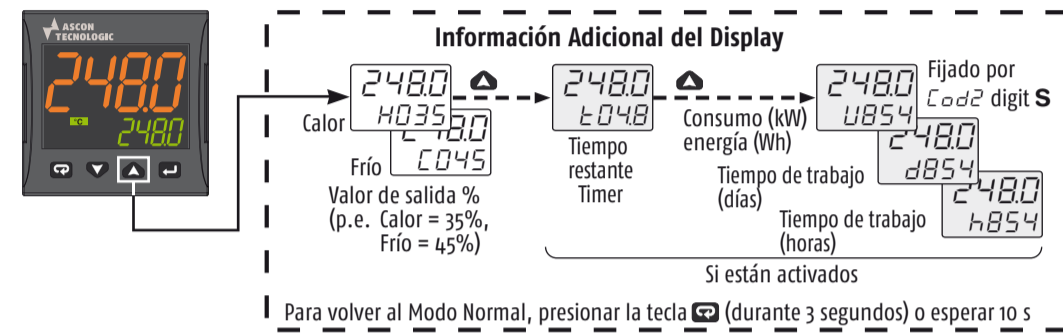 ASCON
TECNOLOGIC
248.0
°C
248.0
Información Adicional del Display
248.0
H035
Calor
248.0
C045
Frío
Valor de salida %
(p.e. Calor = 35%,
Frío = 45%)
248.0
t04.8
Tiempo
restante
Timer
Consumo (kW)
energía (Wh)
248.0
U854
Fijado por
Cod2 digit S
248.0
d854
Tiempo de trabajo
(días)
248.0
h854
Tiempo de trabajo
(horas)
Si están activados
Para volver al Modo Normal, presionar la tecla (durante 3 segundos) o esperar 10 s